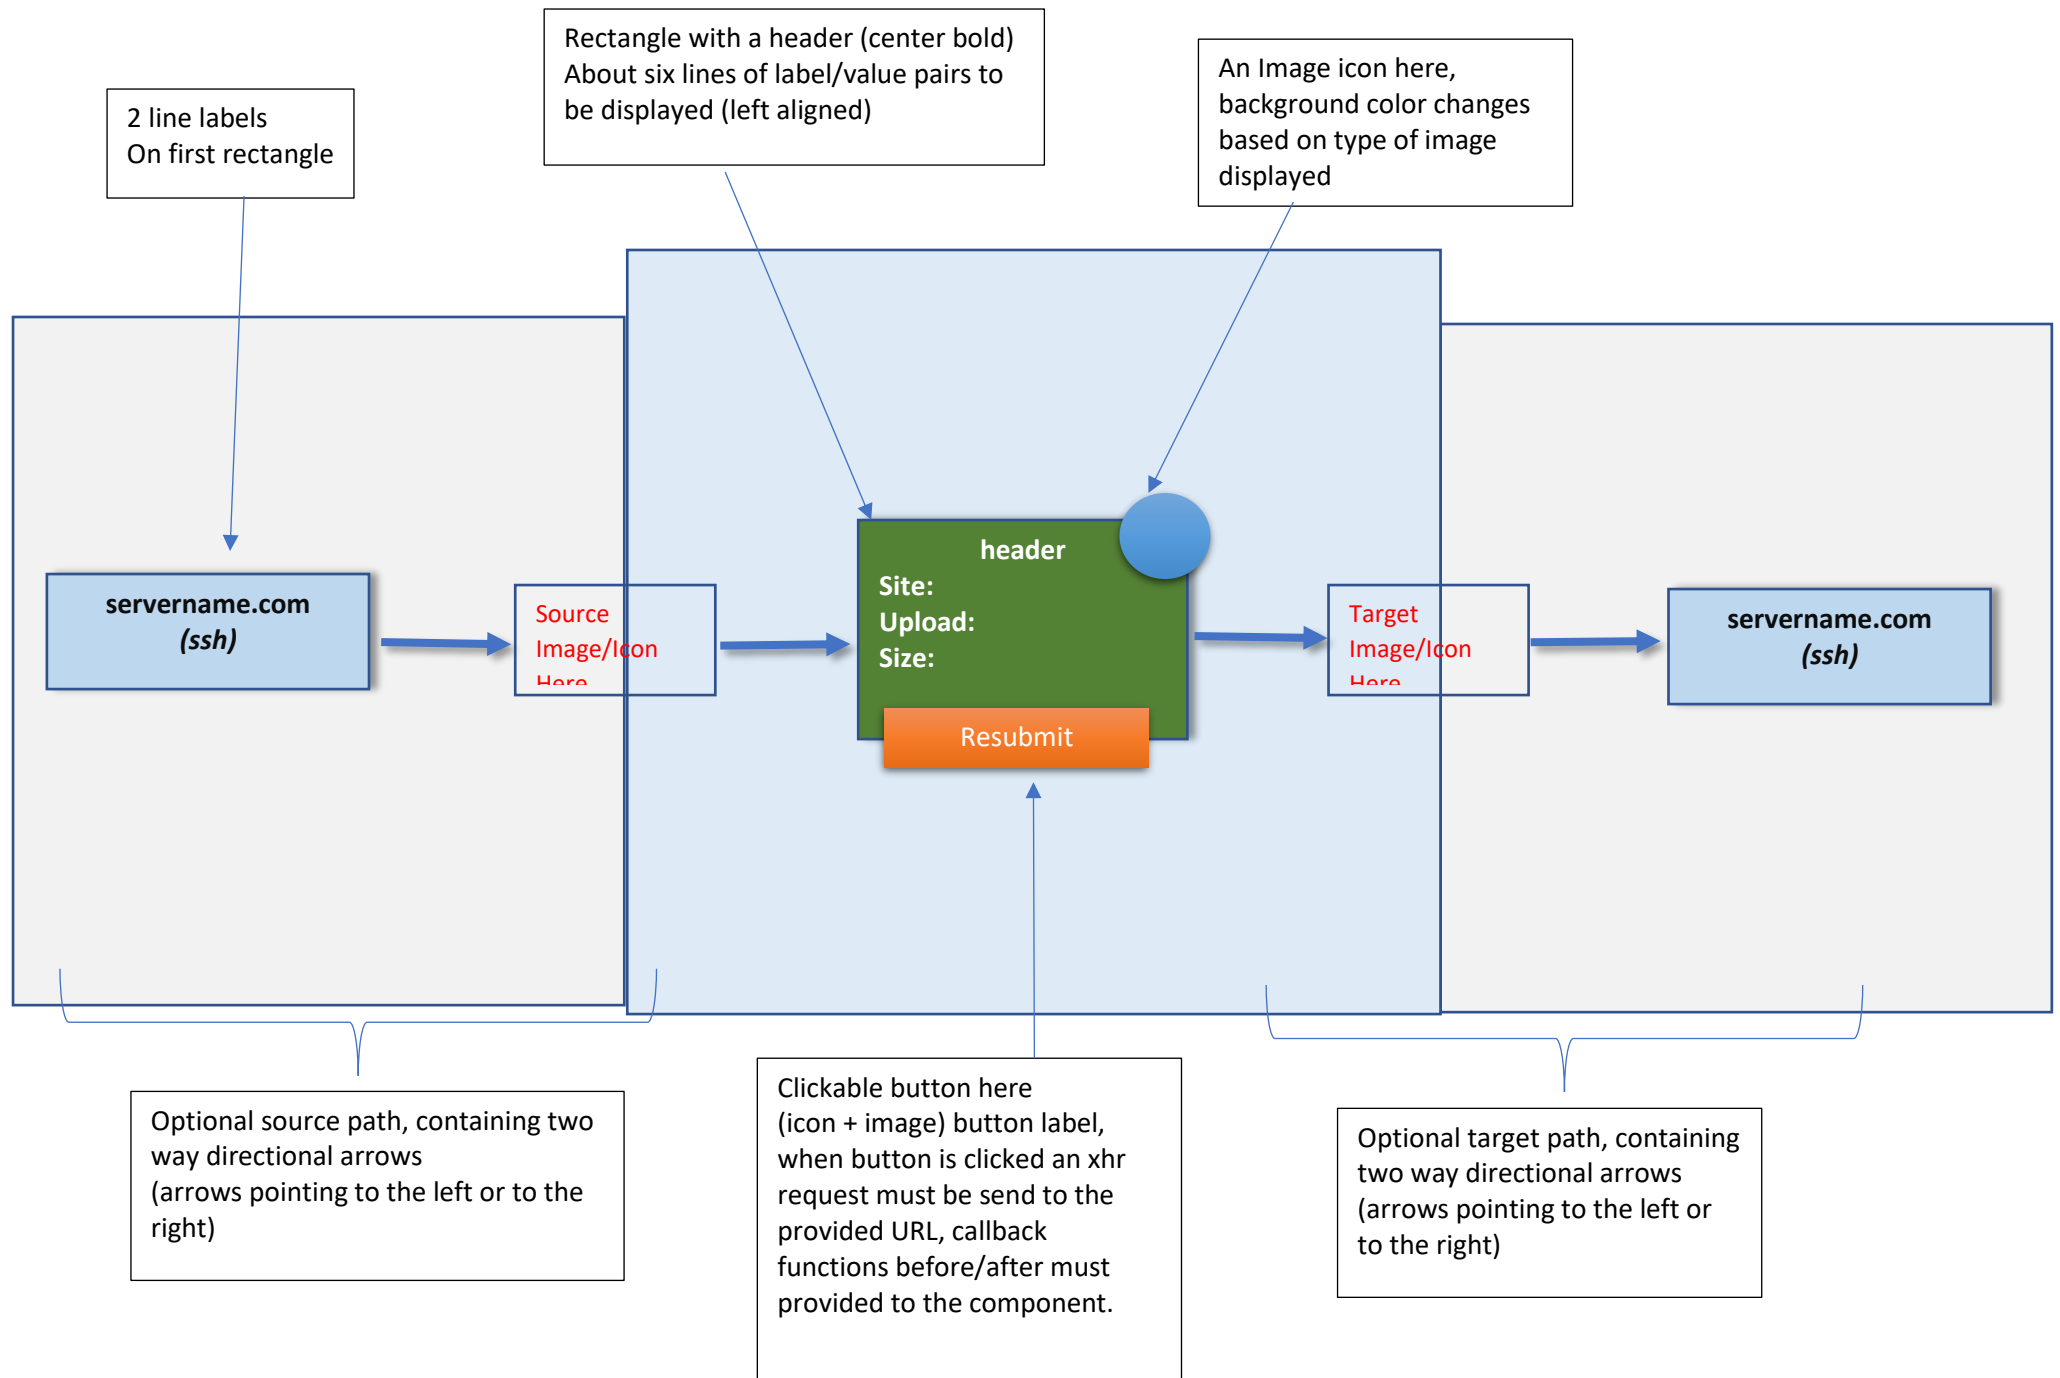 Rectangle with a header (center bold)
About six lines of label/value pairs to
be displayed (left aligned)
An Image icon here,
background color changes
based on type of image
displayed
2 line labels
On first rectangle
servername.com
(ssh)
Source
Image/Icon
Here
header
Site:
Upload:
Size:
Resubmit
Target
Image/Icon
Here
servername.com
(ssh)
Optional source path, containing two
way directional arrows
(arrows pointing to the left or to the
right)
Clickable button here
(icon + image) button label,
when button is clicked an xhr
request must be send to the
provided URL, callback
functions before/after must
provided to the component.
Optional target path, containing
two way directional arrows
(arrows pointing to the left or
to the right)